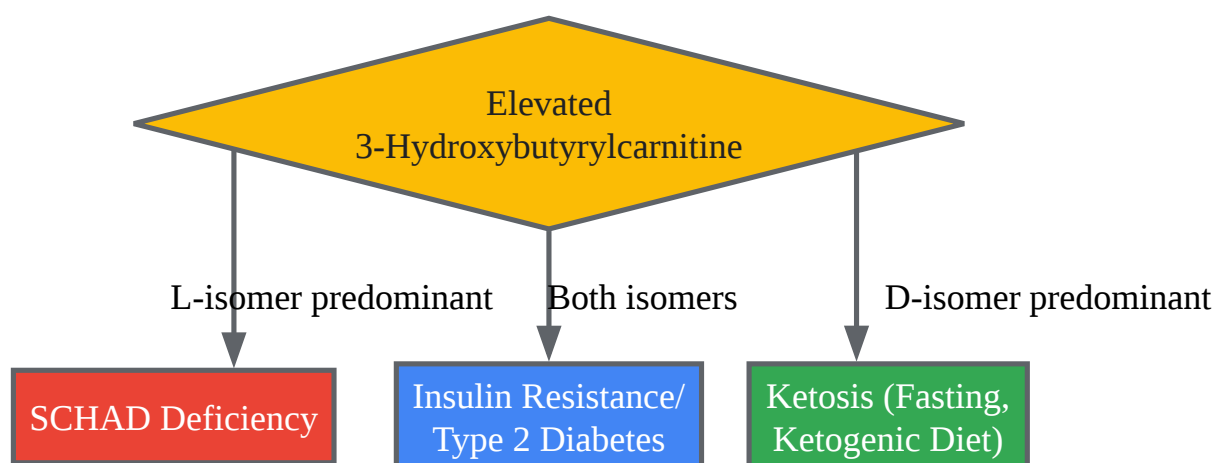 Elevated
3-Hydroxybutyrylcarnitine
L-isomer predominant
Both isomers
D-isomer predominant
SCHAD Deficiency
Insulin Resistance/
Type 2 Diabetes
Ketosis (Fasting,
Ketogenic Diet)